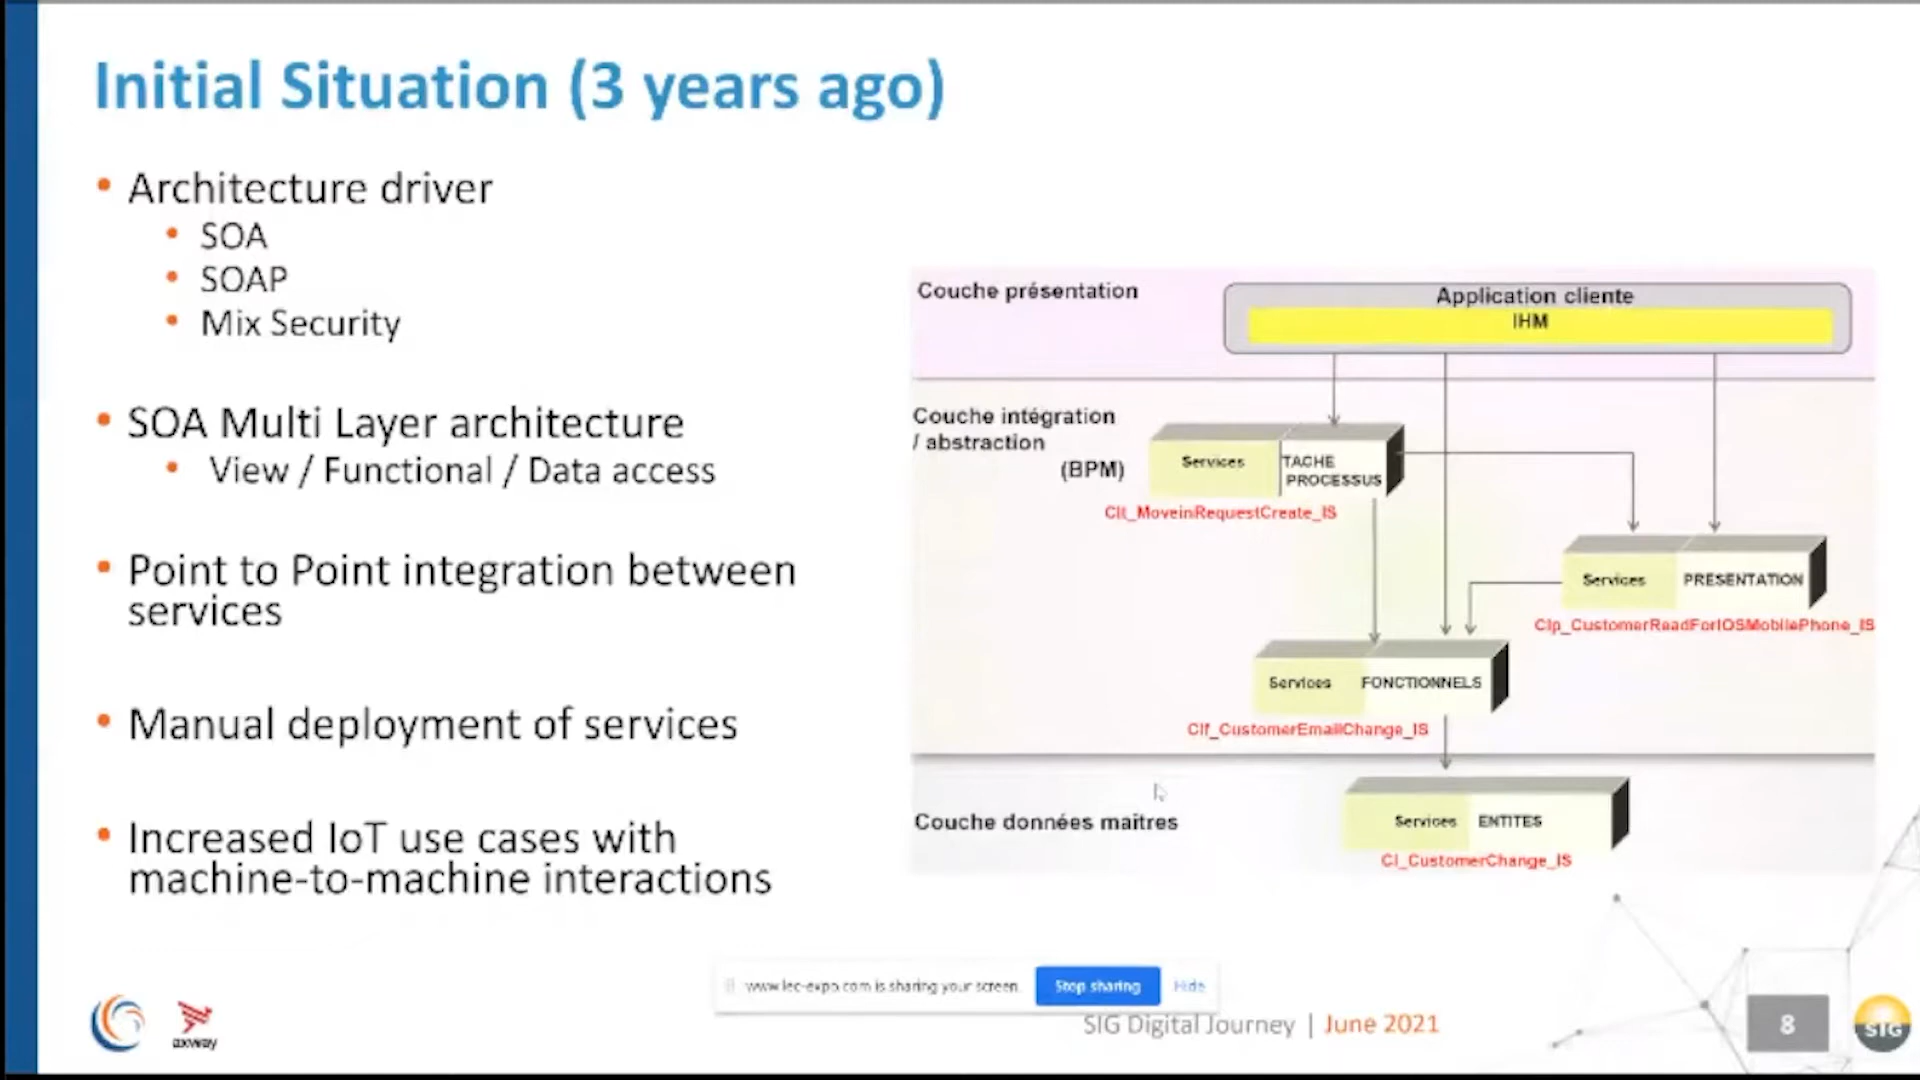 Initial Situation (3 years ago)
• Architecture driver
• SOA
• SOAP
• Mix Security
• SOA Multi Layer architecture
• View / Functional / Data access
• Point to Point integration between
services
• Manual deployment of services
• Increased IoT use cases with
machine-to-machine interactions
Couche présentation
Application cliente
IHM
Couche intégration
/ abstraction
(BPM)
Services TACHE
PROCESSUS
Clt_MoveinRequestCreate_IS
Services PRESENTATION
Clp_CustomerReadForIOSMobilePhone_IS
Services FONCTIONNELS
Clf_CustomerEmailChange_IS
Couche données maîtres
Services ENTITES
Cl_CustomerChange_IS
www.lec-expo.com is sharing your screen.
Stop sharing
Hide
axway
SIG Digital Journey | June 2021
8
SIG